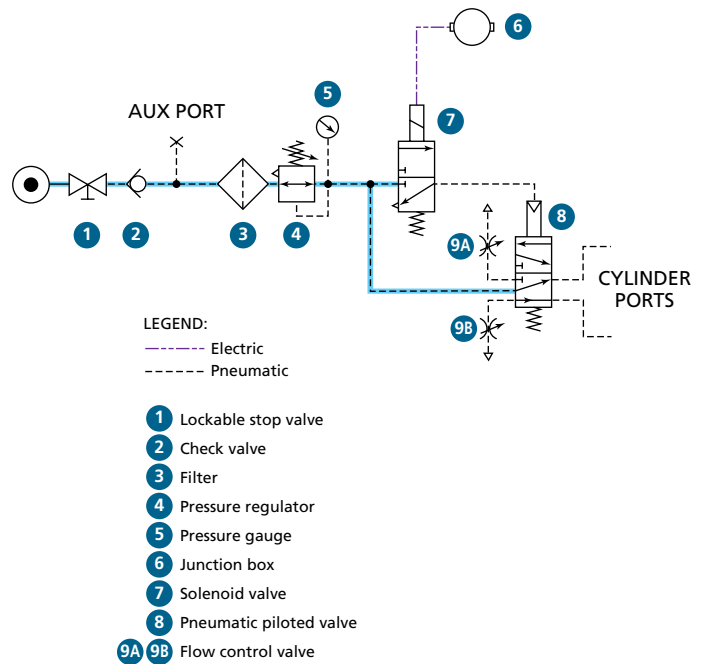 6
5
AUX PORT
7
8
9A
1
2
3
4
CYLINDER
PORTS
9B
LEGEND:
Electric
Pneumatic
1 Lockable stop valve
2 Check valve
3 Filter
4 Pressure regulator
5 Pressure gauge
6 Junction box
7 Solenoid valve
8 Pneumatic piloted valve
9A 9B Flow control valve